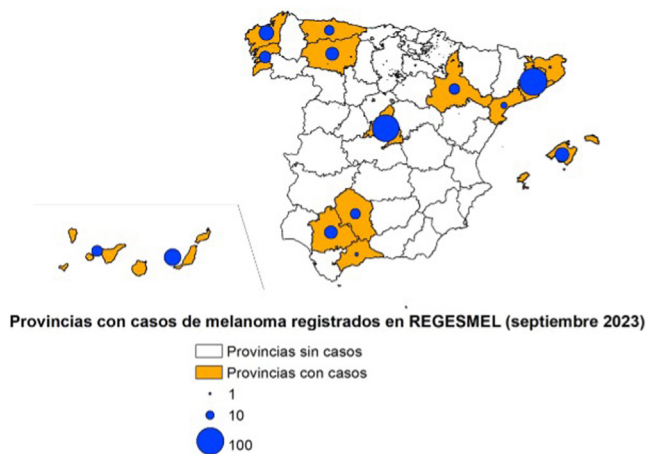 Provincias con casos de melanoma registrados en REGESMEL (septiembre 2023)
Provincias sin casos
Provincias con casos
1
10
100